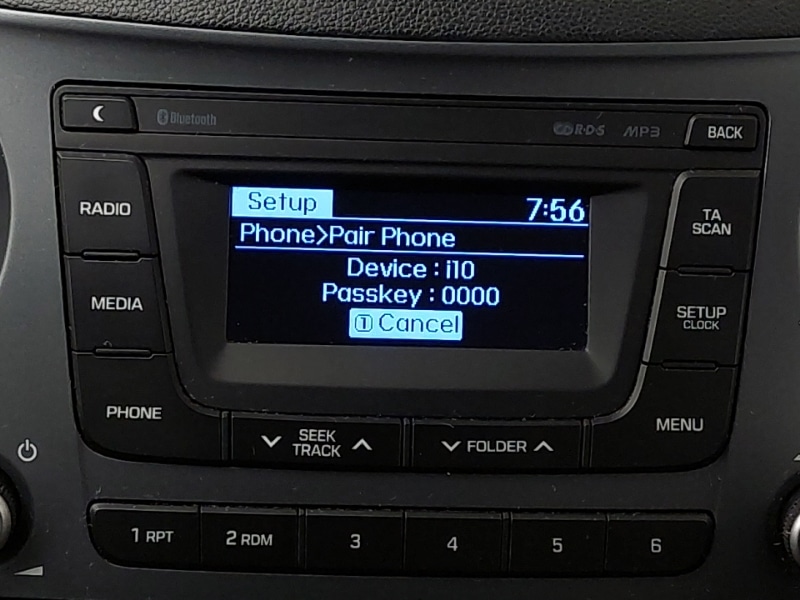 Bluetooth
R·D·S MP3
BACK
RADIO
MEDIA
PHONE
Setup 7:56
Phone>Pair Phone
Device : i10
Passkey : 0000
1 Cancel
TA
SCAN
SETUP
CLOCK
MENU
SEEK
TRACK
FOLDER
1 RPT
2 RDM
3
4
5
6